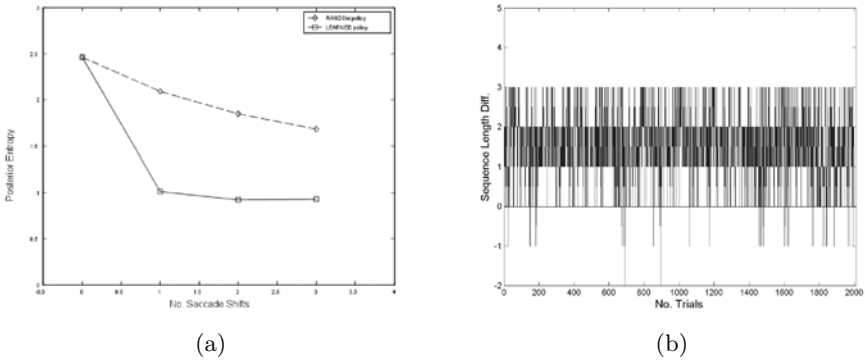 RANDOM policy
LEARNED policy
3
2.5
2
1.5
1
0.5
0
Posterior Entropy
-0.5 0 0.5 1 1.5 2 2.5 3 3.5 4
No. Saccade Shifts
(a)
5
4
3
2
1
0
-1
-2
Sequence Length Diff.
0 200 400 600 800 1000 1200 1400 1600 1800 2000
No. Trials
(b)